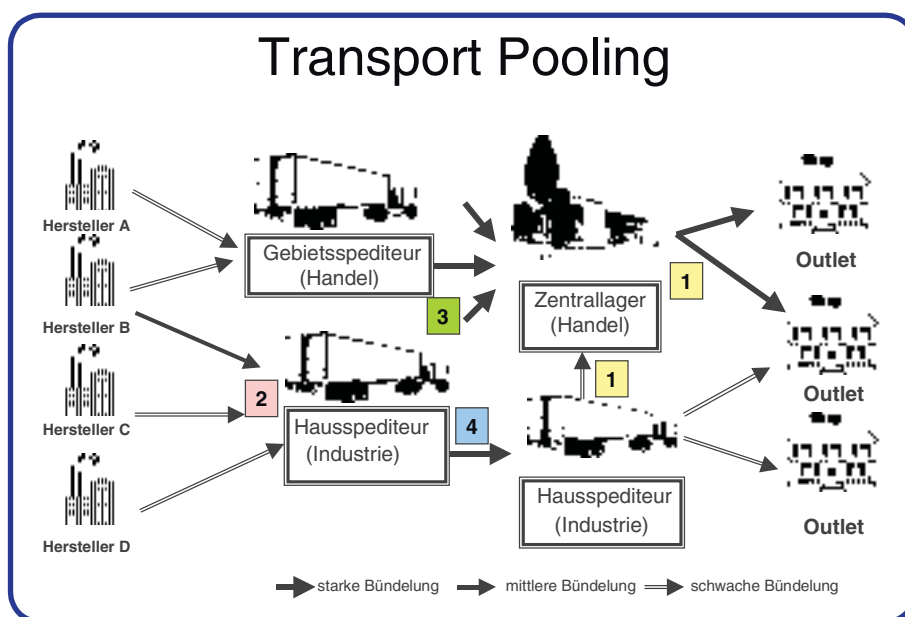 Transport Pooling
Hersteller A
Gebietsspediteur
(Handel)
Outlet
1
Hersteller B
3
Zentrallager
(Handel)
Outlet
1
2
Hersteller C
Hausspediteur
(Industrie)
4
Hausspediteur
(Industrie)
Outlet
Hersteller D
starke Bündelung
mittlere Bündelung
schwache Bündelung